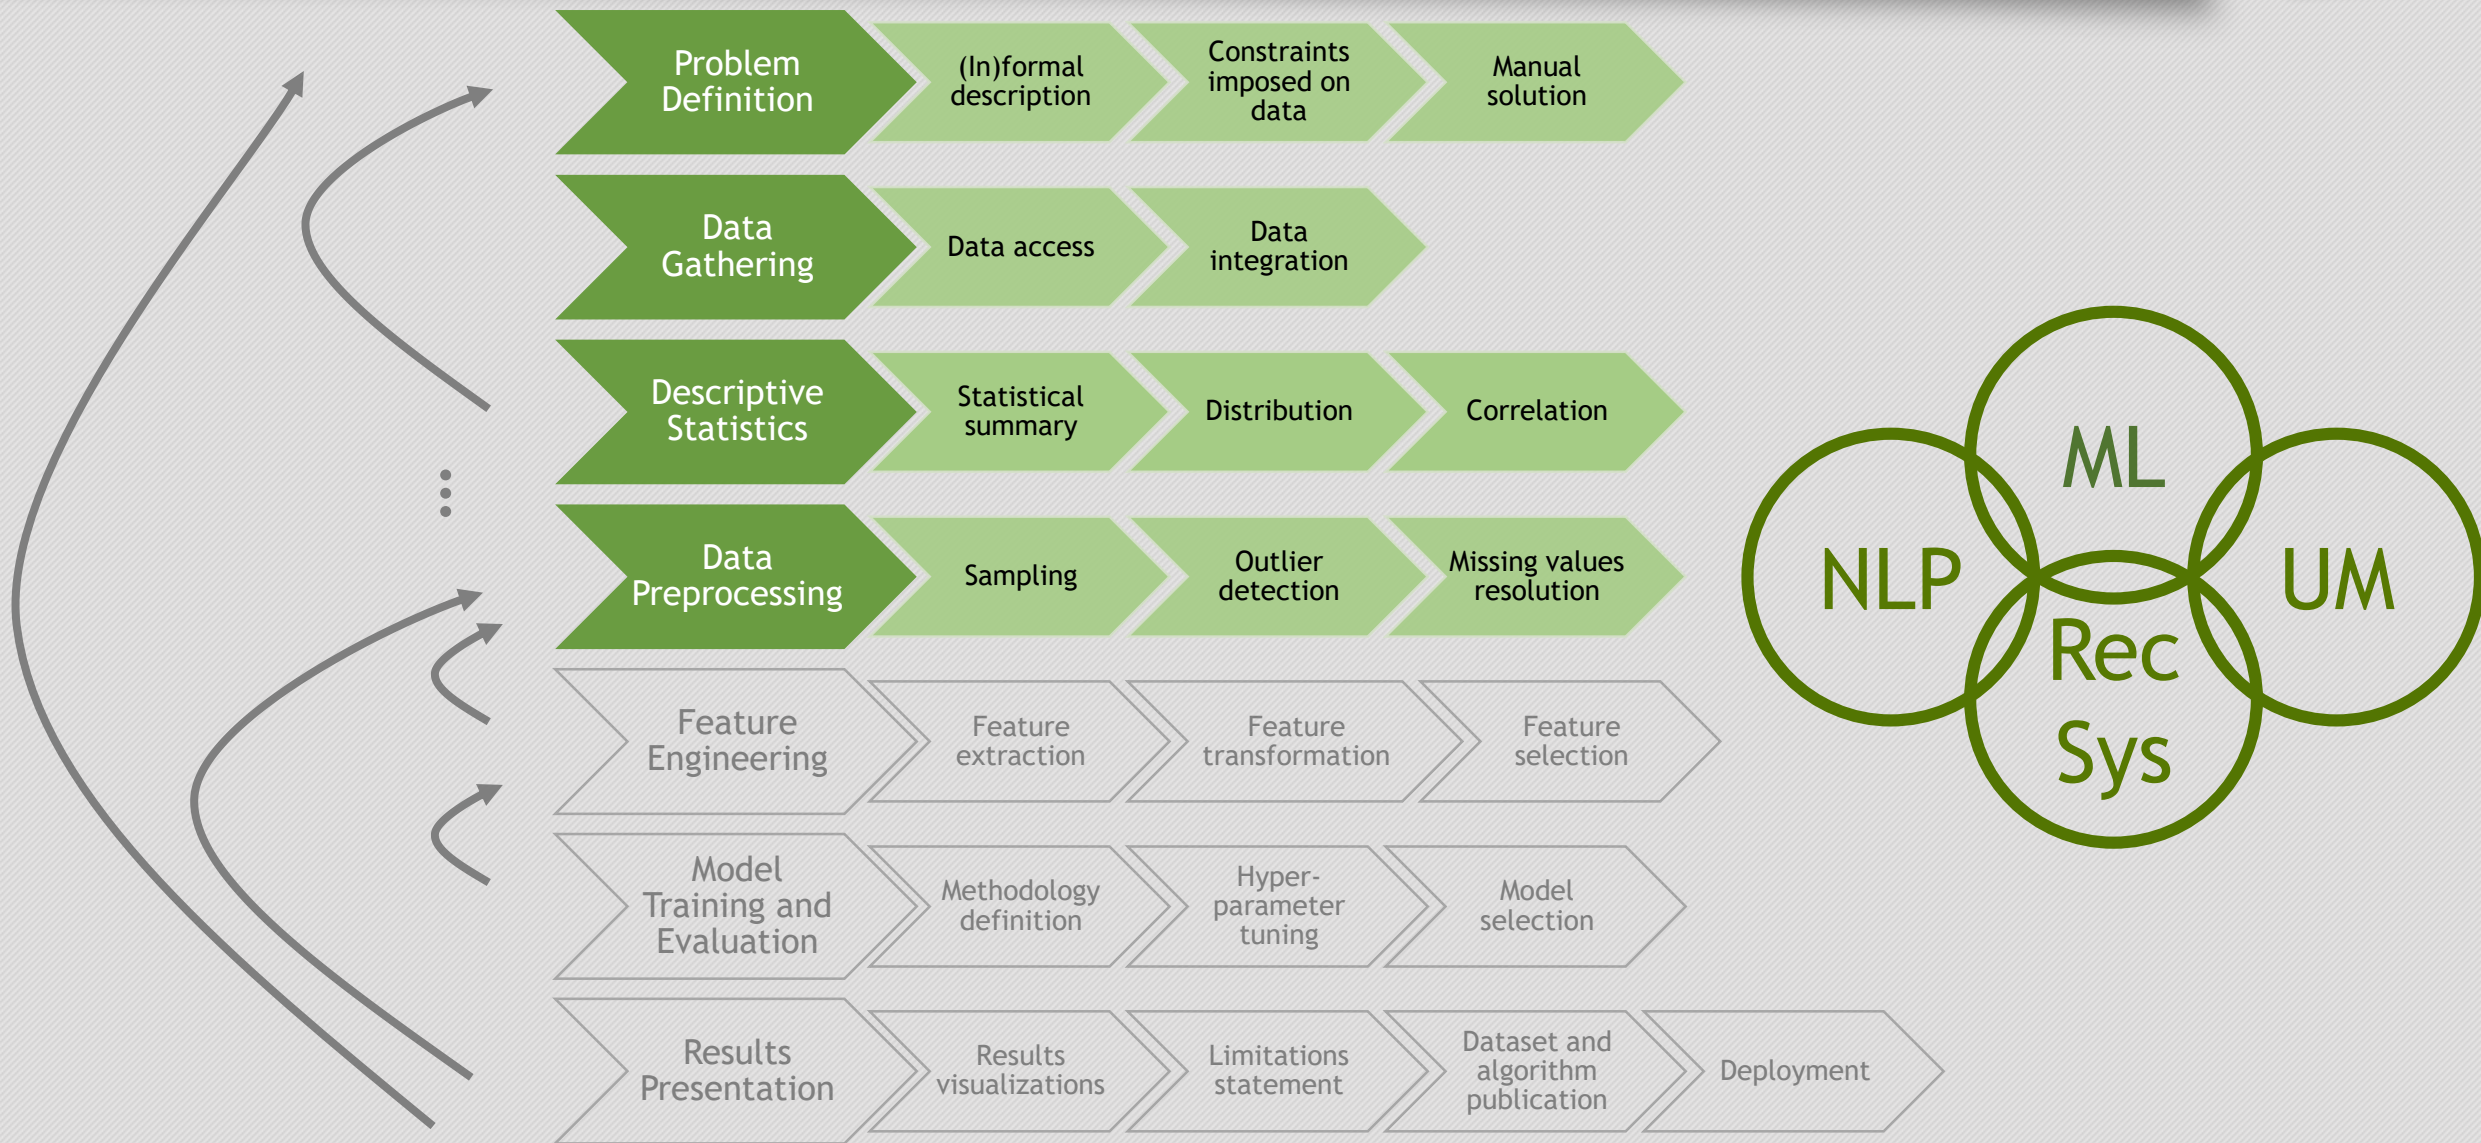 Problem
Definition
(In)formal
description
Constraints
imposed on
data
Manual
solution
Data
Gathering
Data access
Data
integration
Descriptive
Statistics
Statistical
summary
Distribution
Correlation
Data
Preprocessing
Sampling
Outlier
detection
Missing values
resolution
Feature
Engineering
Feature
extraction
Feature
transformation
Feature
selection
Model
Training and
Evaluation
Methodology
definition
Hyper-
parameter
tuning
Model
selection
Results
Presentation
Results
visualizations
Limitations
statement
Dataset and
algorithm
publication
Deployment
ML
NLP
UM
Rec
Sys